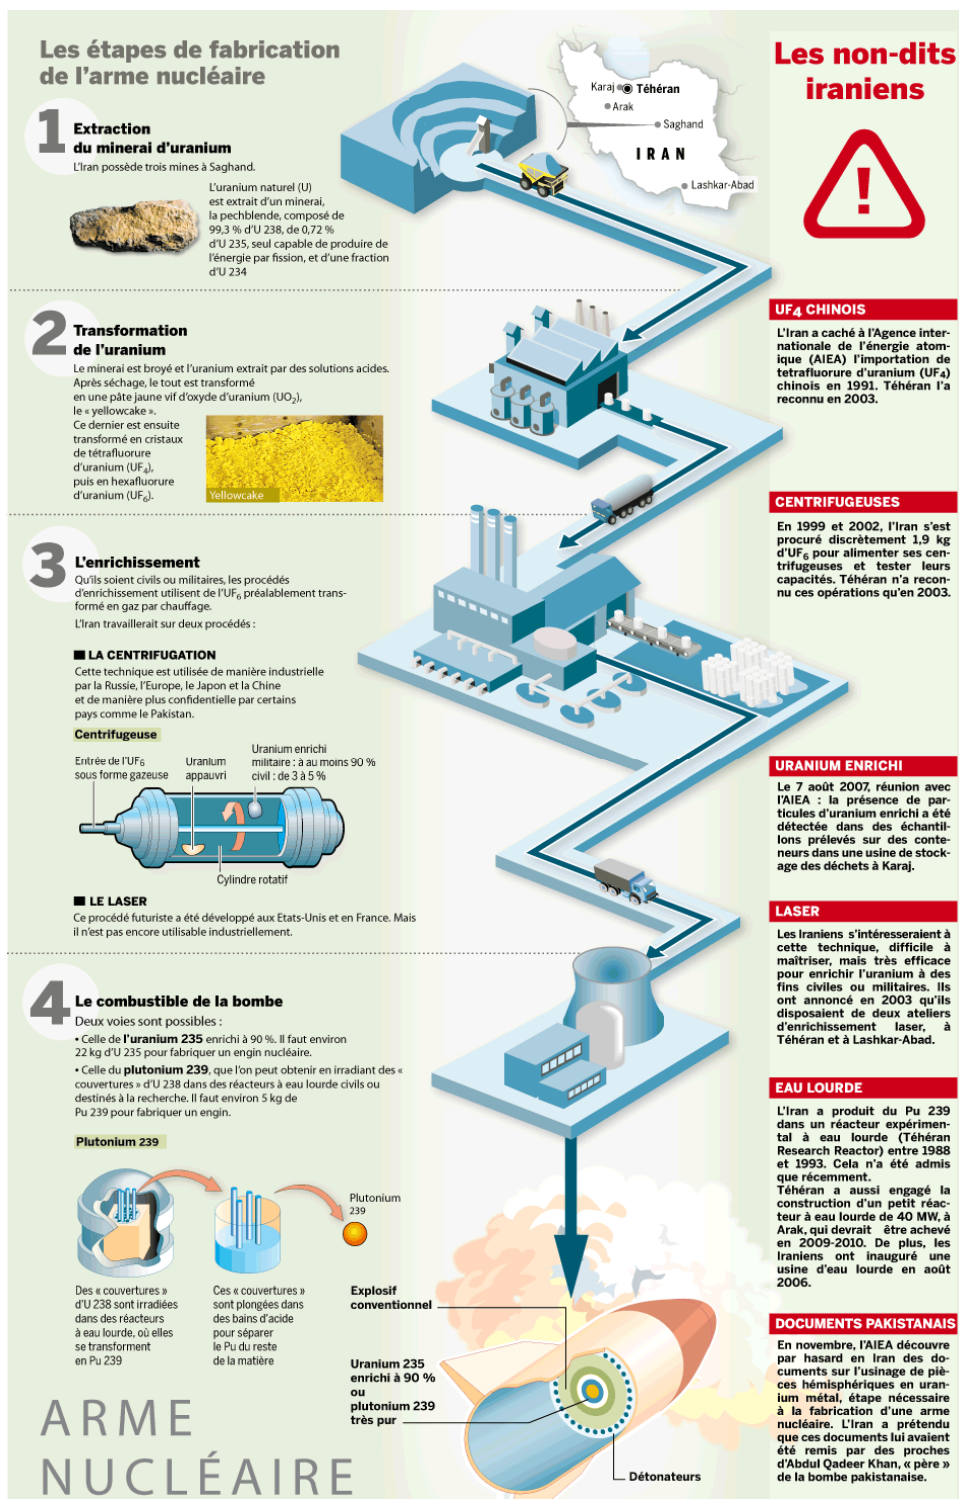 Les étapes de fabrication
de l'arme nucléaire
Les non-dits
iraniens
Karaj
Téhéran
Arak
Saghand
IRAN
Lashkar-Abad
1
Extraction
du minerai d'uranium
L'Iran possède trois mines à Saghand.
L'uranium naturel (U)
est extrait d'un minerai,
la pechblende, composé de
99,3 % d'U 238, de 0,72 %
d'U 235, seul capable de produire de
l'énergie par fission, et d'une fraction
d'U 234
2
Transformation
de l'uranium
Le minerai est broyé et l'uranium extrait par des solutions acides.
Après séchage, le tout est transformé
en une pâte jaune vif d'oxyde d'uranium (UO2),
le « yellowcake ».
Ce dernier est ensuite
transformé en cristaux
de tétrafluorure
d'uranium (UF4),
puis en hexafluorure
d'uranium (UF6).
Yellowcake
3
L'enrichissement
Qu'ils soient civils ou militaires, les procédés
d'enrichissement utilisent de l'UF6 préalablement trans-
formé en gaz par chauffage.
L'Iran travaillerait sur deux procédés :
LA CENTRIFUGATION
Cette technique est utilisée de manière industrielle
par la Russie, l'Europe, le Japon et la Chine
et de manière plus confidentielle par certains
pays comme le Pakistan.
Centrifugeuse
Entrée de l'UF6
sous forme gazeuse
Uranium
appauvri
Uranium enrichi
militaire : à au moins 90 %
civil : de 3 à 5 %
Cylindre rotatif
LE LASER
Ce procédé futuriste a été développé aux Etats-Unis et en France. Mais
il n'est pas encore utilisable industriellement.
4
Le combustible de la bombe
Deux voies sont possibles :
• Celle de l'uranium 235 enrichi à 90 %. Il faut environ
22 kg d'U 235 pour fabriquer un engin nucléaire.
• Celle du plutonium 239, que l'on peut obtenir en irradiant des «
couvertures » d'U 238 dans des réacteurs à eau lourde civils ou
destinés à la recherche. Il faut environ 5 kg de
Pu 239 pour fabriquer un engin.
Plutonium 239
Plutonium
239
Des « couvertures »
d'U 238 sont irradiées
dans des réacteurs
à eau lourde, où elles
se transforment
en Pu 239
Ces « couvertures »
sont plongées dans
des bains d'acide
pour séparer
le Pu du reste
de la matière
Explosif
conventionnel
Uranium 235
enrichi à 90 %
ou
plutonium 239
très pur
Détonateurs
ARME
NUCLÉAIRE
!
UF4 CHINOIS
L'Iran a caché à l'Agence inter-
nationale de l'énergie atom-
ique (AIEA) l'importation de
tetrafluorure d'uranium (UF4)
chinois en 1991. Téhéran l'a
reconnu en 2003.
CENTRIFUGEUSES
En 1999 et 2002, l'Iran s'est
procuré discrètement 1,9 kg
d'UF6 pour alimenter ses cen-
trifugeuses et tester leurs
capacités. Téhéran n'a recon-
nu ces opérations qu'en 2003.
URANIUM ENRICHI
Le 7 août 2007, réunion avec
l'AIEA : la présence de par-
ticules d'uranium enrichi a été
détectée dans des échantil-
lons prélevés sur des conte-
neurs dans une usine de stock-
age des déchets à Karaj.
LASER
Les Iraniens s'intéresseraient à
cette technique, difficile à
maîtriser, mais très efficace
pour enrichir l'uranium à des
fins civiles ou militaires. Ils
ont annoncé en 2003 qu'ils
disposaient de deux ateliers
d'enrichissement laser, à
Téhéran et à Lashkar-Abad.
EAU LOURDE
L'Iran a produit du Pu 239
dans un réacteur expérimen-
tal à eau lourde (Téhéran
Research Reactor) entre 1988
et 1993. Cela n'a été admis
que récemment.
Téhéran a aussi engagé la
construction d'un petit réac-
teur à eau lourde de 40 MW, à
Arak, qui devrait être achevé
en 2009-2010. De plus, les
Iraniens ont inauguré une
usine d'eau lourde en août
2006.
DOCUMENTS PAKISTANAIS
En novembre, l'AIEA découvre
par hasard en Iran des do-
cuments sur l'usinage de piè-
ces hémisphériques en uran-
ium métal, étape nécessaire
à la fabrication d'une arme
nucléaire. L'Iran a prétendu
que ces documents lui avaient
été remis par des proches
d'Abdul Qadeer Khan, « père »
de la bombe pakistanaise.